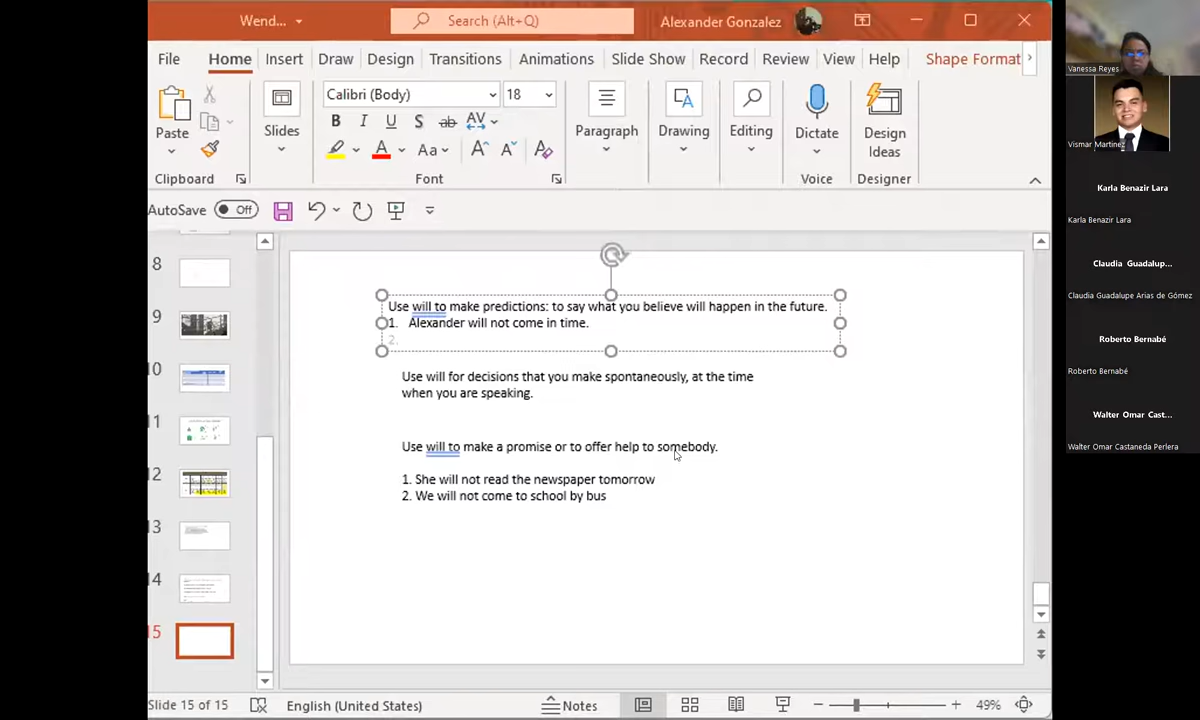 Wend...
Search (Alt+Q)
Alexander Gonzalez
File Home Insert Draw Design Transitions Animations Slide Show Record Review View Help Shape Format
Paste
Clipboard
Slides
Calibri (Body) 18
B I U S ab AV
A Aa A A
Font
Paragraph
Drawing
Editing
Dictate
Voice
Design
Ideas
Designer
AutoSave Off
8
9
10
11
12
13
14
15
Use will to make predictions: to say what you believe will happen in the future.
1. Alexander will not come in time.
2.
Use will for decisions that you make spontaneously, at the time
when you are speaking.
Use will to make a promise or to offer help to somebody.
1. She will not read the newspaper tomorrow
2. We will not come to school by bus
Slide 15 of 15
English (United States)
Notes
49%
Vanessa Reyes
Vismar Martinez
Karla Benazir Lara
Karla Benazir Lara
Claudia Guadalup...
Claudia Guadalupe Arias de Gómez
Roberto Bernabé
Roberto Bernabé
Walter Omar Cast...
Walter Omar Castaneda Perlera